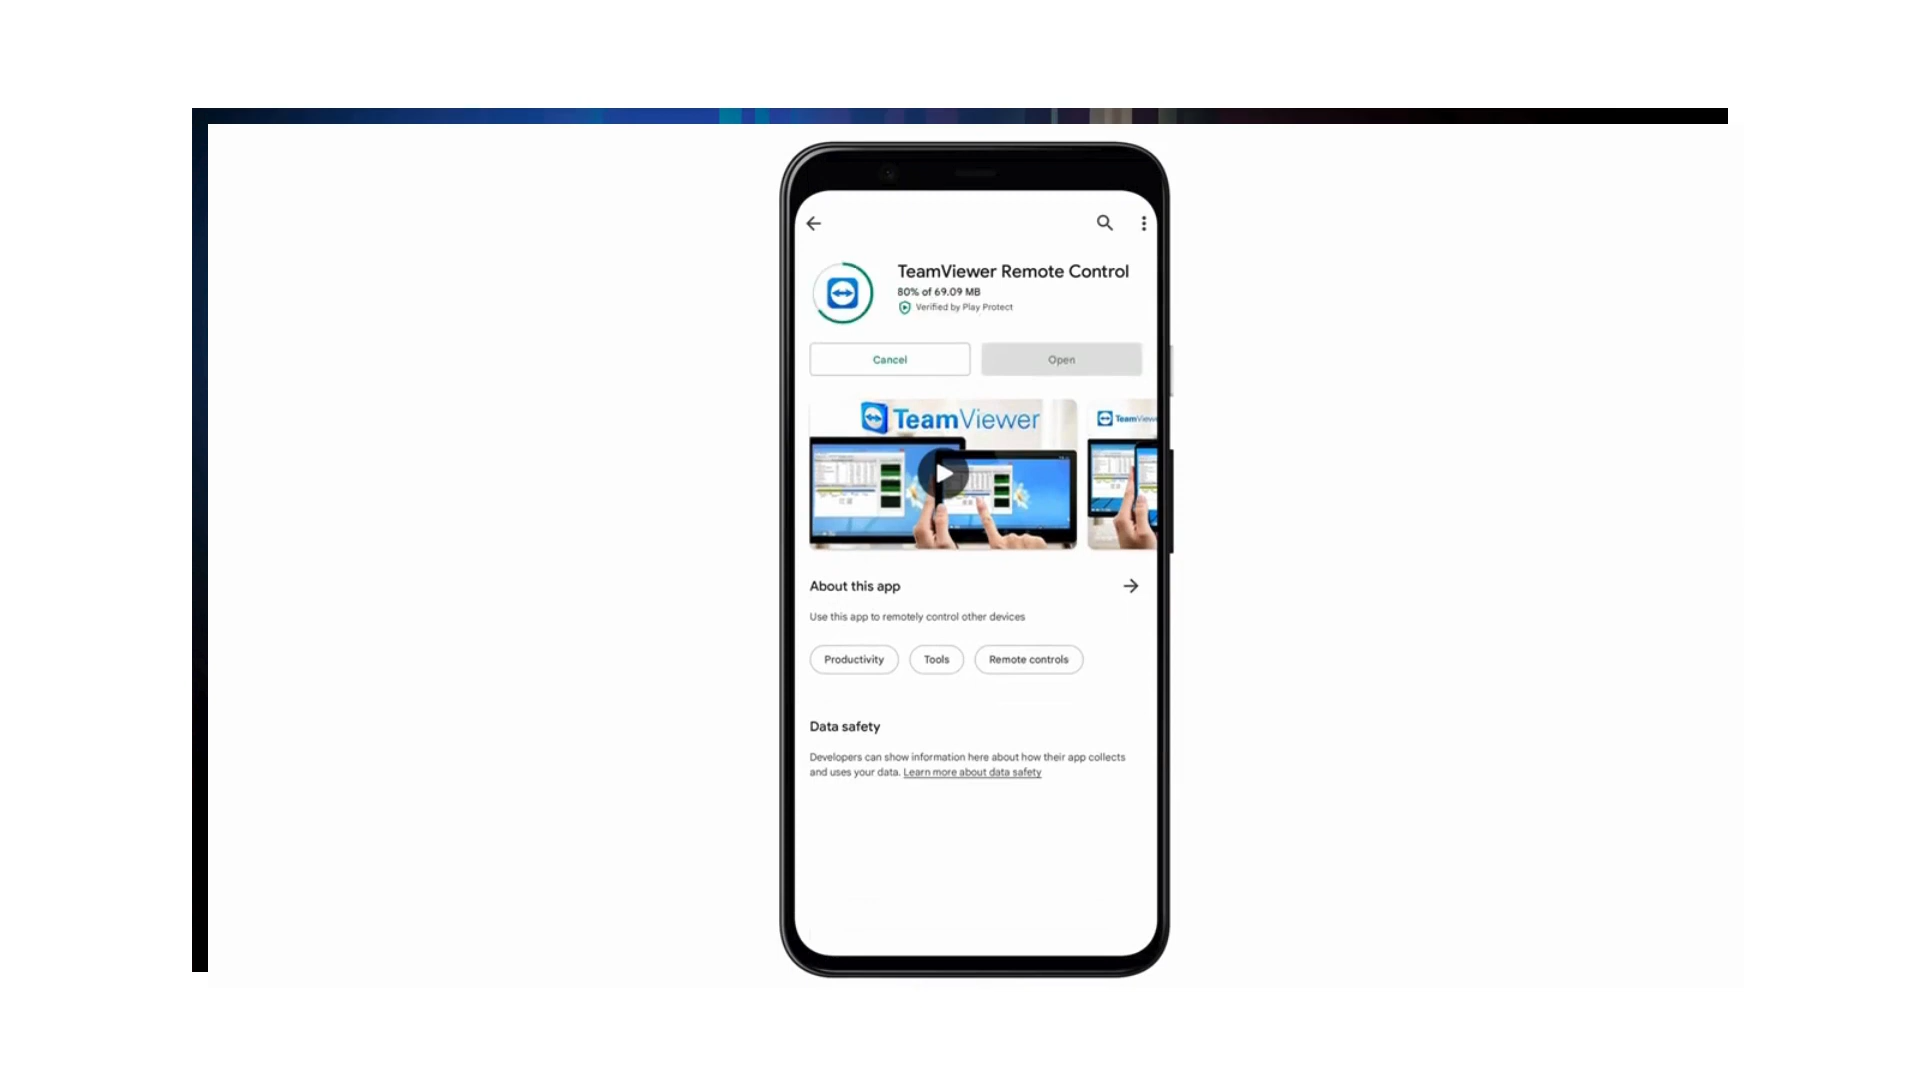 TeamViewer Remote Control
80% of 69.09 MB
Verified by Play Protect
Cancel
Open
TeamViewer
About this app
Use this app to remotely control other devices
Productivity
Tools
Remote controls
Data safety
Developers can show information here about how their app collects
and uses your data. Learn more about data safety